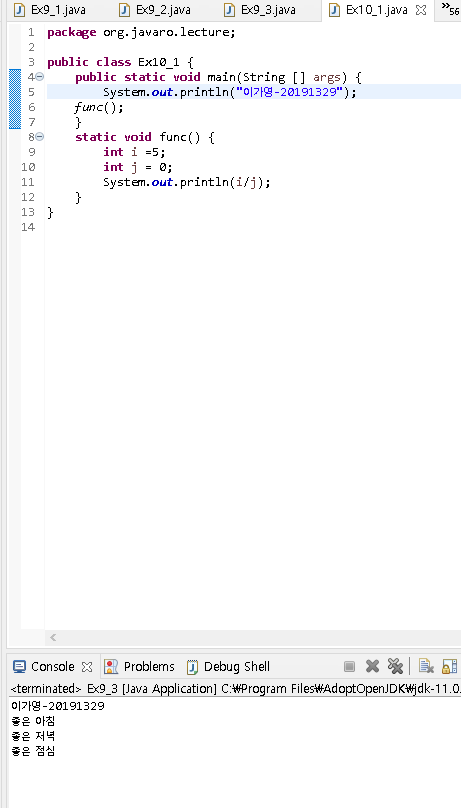 Ex9_1.java Ex9_2.java Ex9_3.java Ex10_1.java »56
1 package org.javaro.lecture;
2
3 public class Ex10_1 {
4 public static void main(String [] args) {
5 System.out.println("이가영-20191329");
6 func();
7 }
8 static void func() {
9 int i =5;
10 int j = 0;
11 System.out.println(i/j);
12 }
13 }
14
Console Problems Debug Shell
<terminated> Ex9_3 [Java Application] C:₩Program Files₩AdoptOpenJDK₩jdk-11.0.
이가영-20191329
좋은 아침
좋은 저녁
좋은 점심